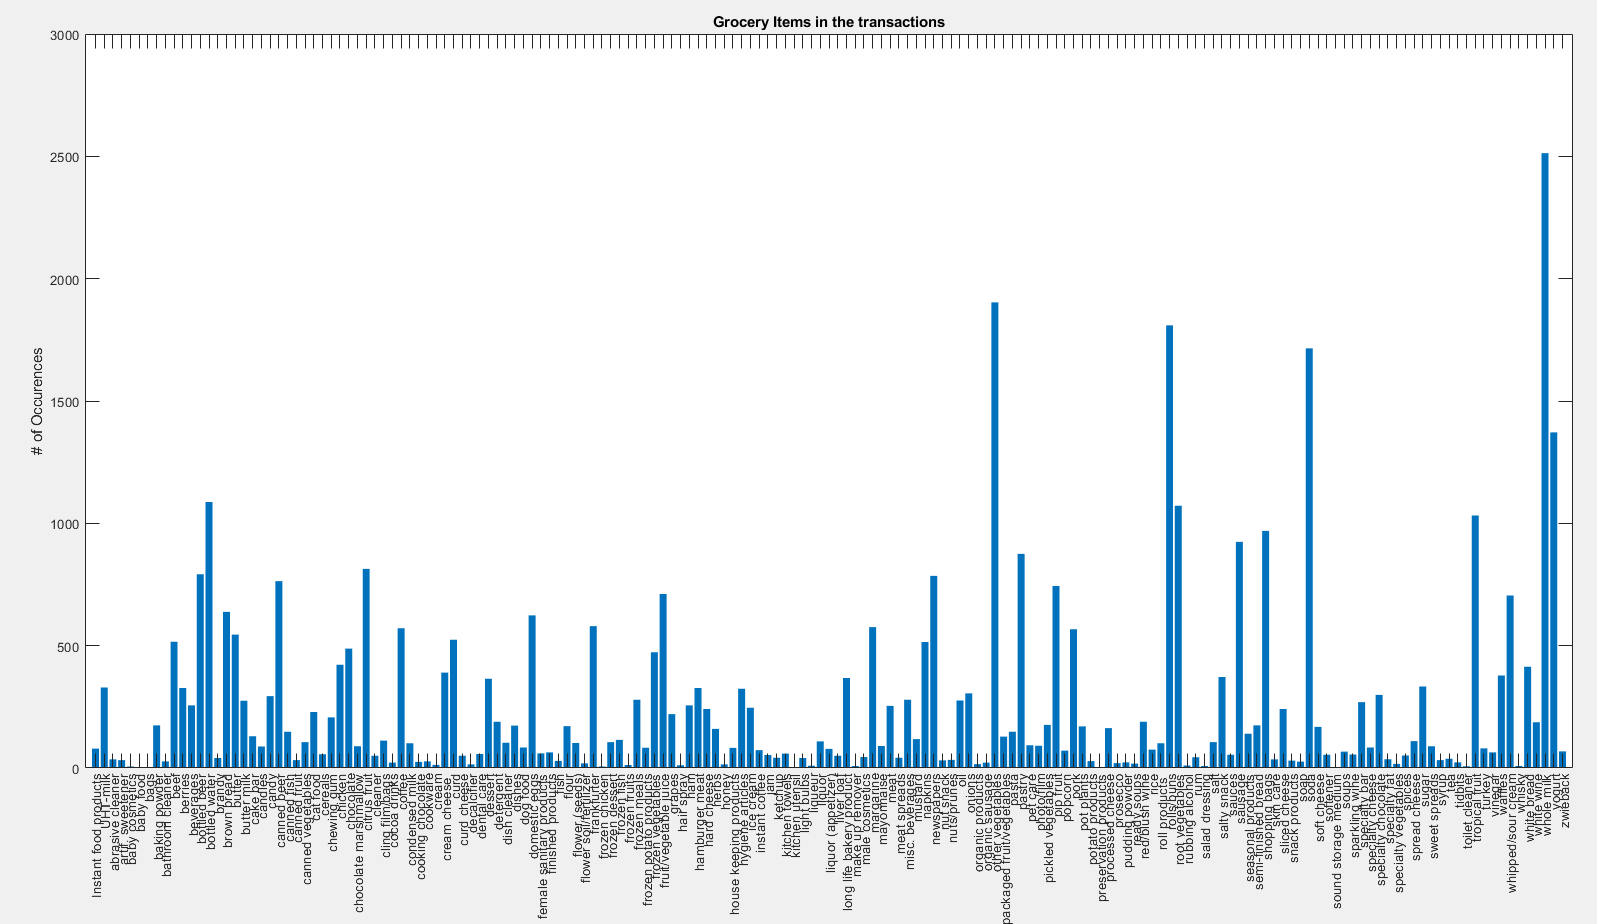 Grocery Items in the transactions
3000
2500
2000
1500
1000
500
0
# of Occurences
Instant food products
UHT-milk
abrasive cleaner
artif. sweetener
baby cosmetics
baby food
bags
baking powder
bathroom cleaner
beef
berries
beverages
bottled beer
bottled water
brandy
brown bread
butter
butter milk
cake bar
candles
candy
canned beer
canned fish
canned fruit
canned vegetables
cat food
cereals
chewing gum
chicken
chocolate
chocolate marshmallow
citrus fruit
cleaner
cling film/bags
cocoa drinks
coffee
condensed milk
cooking chocolate
cookware
cream
cream cheese
curd
curd cheese
decalcifier
dental care
dessert
detergent
dish cleaner
dishes
dog food
domestic eggs
female sanitary products
finished products
fish
flour
flower (seeds)
flower soil/fertilizer
frankfurter
frozen chicken
frozen dessert
frozen fish
frozen fruits
frozen meals
frozen potato products
frozen vegetables
fruit/vegetable juice
grapes
hair spray
ham
hamburger meat
hard cheese
herbs
honey
house keeping products
hygiene articles
ice cream
instant coffee
jam
ketchup
kitchen towels
kitchen utensil
light bulbs
liqueur
liquor
liquor (appetizer)
liver loaf
long life bakery product
make up remover
male cosmetics
margarine
mayonnaise
meat
meat spreads
misc. beverages
mustard
napkins
newspapers
nut snack
nuts/prunes
oil
onions
organic products
organic sausage
other vegetables
packaged fruit/vegetables
pasta
pastry
pet care
photo/film
pickled vegetables
pip fruit
popcorn
pork
pot plants
potato products
preservation products
processed cheese
prosecco
pudding powder
ready soups
red/blush wine
rice
roll products
rolls/buns
root vegetables
rubbing alcohol
rum
salad dressing
salt
salty snack
sauces
sausage
seasonal products
semi-finished bread
shopping bags
skin care
sliced cheese
snack products
soap
soda
soft cheese
softener
sound storage medium
soups
sparkling wine
specialty bar
specialty cheese
specialty chocolate
specialty fat
specialty vegetables
spices
spread cheese
sugar
sweet spreads
syrup
tea
tidbits
toilet cleaner
tropical fruit
turkey
vinegar
waffles
whipped/sour cream
whisky
white bread
white wine
whole milk
yogurt
zwieback